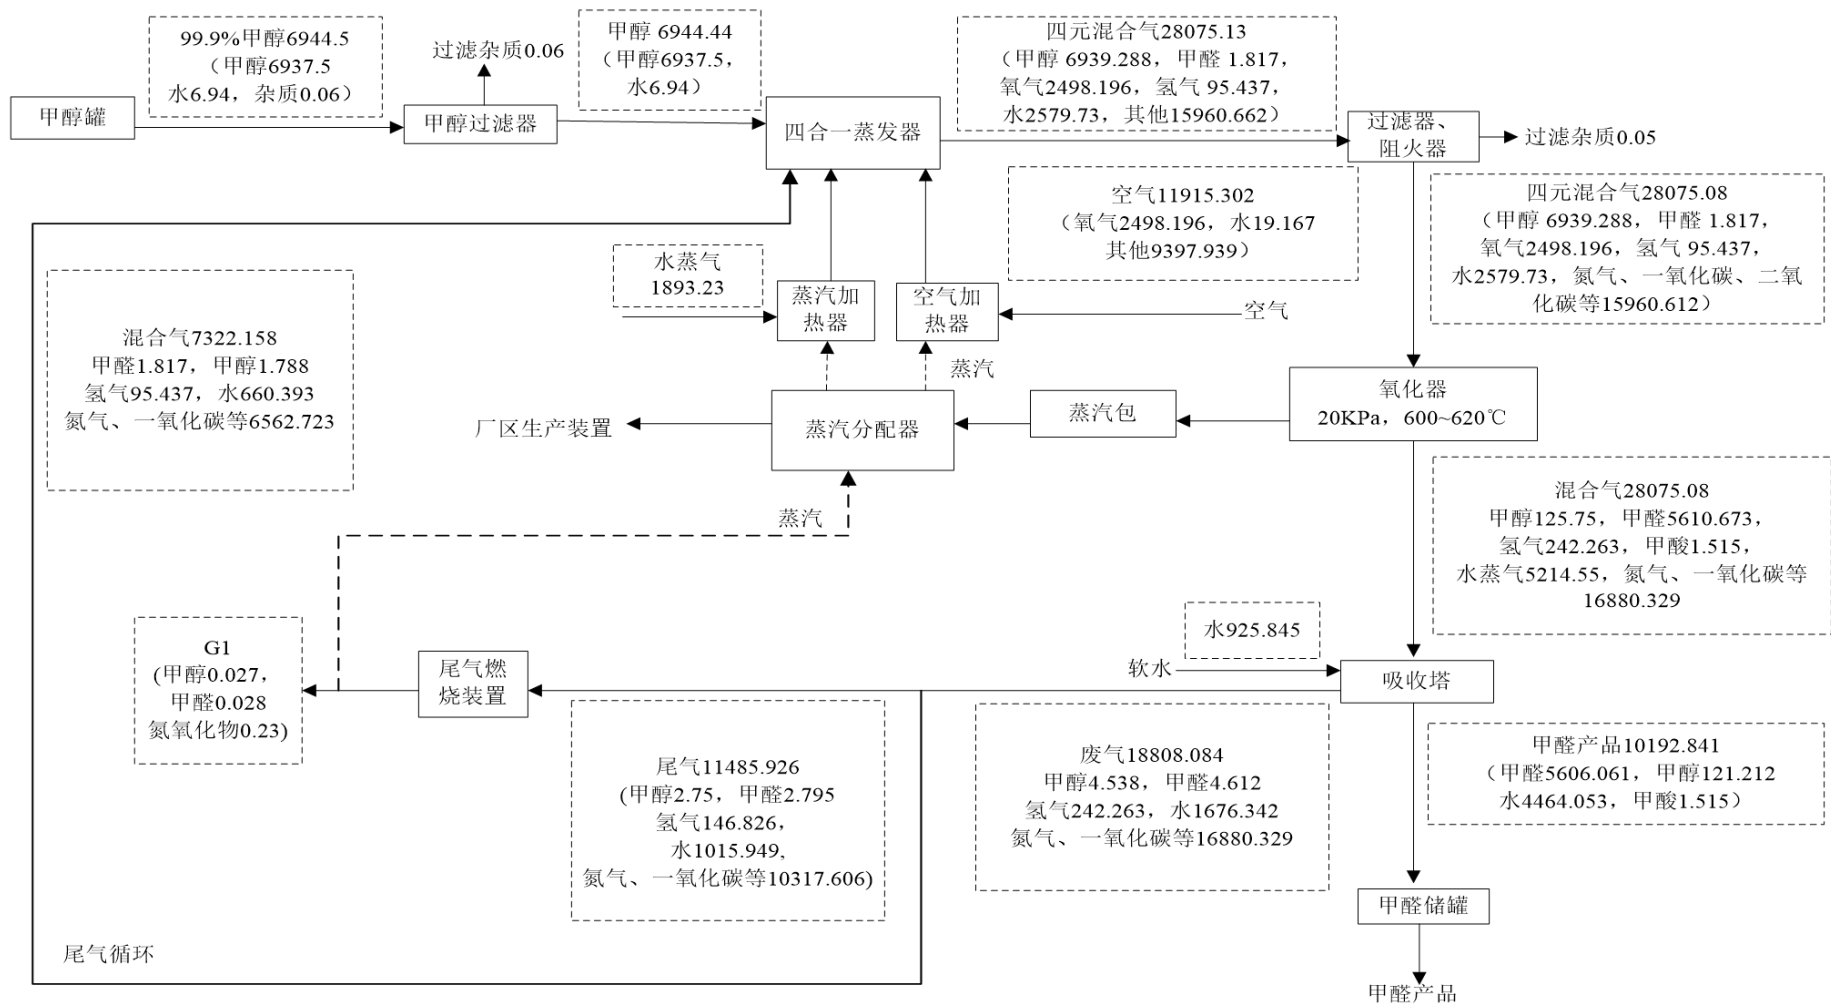 99.9%甲醇6944.5
（甲醇6937.5
水6.94，杂质0.06）
过滤杂质0.06
甲醇 6944.44
（甲醇6937.5，
水6.94）
四元混合气28075.13
（甲醇 6939.288，甲醛 1.817，
氧气2498.196，氢气 95.437，
水2579.73，其他15960.662）
甲醇罐
甲醇过滤器
四合一蒸发器
过滤器、
阻火器
过滤杂质0.05
空气11915.302
（氧气2498.196，水19.167
其他9397.939）
四元混合气28075.08
（甲醇 6939.288，甲醛 1.817，
氧气2498.196，氢气 95.437，
水2579.73，氮气、一氧化碳、二氧
化碳等15960.612）
水蒸气
1893.23
蒸汽加
热器
空气加
热器
空气
混合气7322.158
甲醛1.817，甲醇1.788
氢气95.437，水660.393
氮气、一氧化碳等6562.723
蒸汽
厂区生产装置
蒸汽分配器
蒸汽包
氧化器
20KPa，600~620℃
蒸汽
混合气28075.08
甲醇125.75，甲醛5610.673，
氢气242.263，甲酸1.515，
水蒸气5214.55，氮气、一氧化碳等
16880.329
G1
(甲醇0.027，
甲醛0.028
氮氧化物0.23)
尾气燃
烧装置
水925.845
软水
吸收塔
尾气11485.926
(甲醇2.75，甲醛2.795
氢气146.826，
水1015.949,
氮气、一氧化碳等10317.606)
废气18808.084
甲醇4.538，甲醛4.612
氢气242.263，水1676.342
氮气、一氧化碳等16880.329
甲醛产品10192.841
（甲醛5606.061，甲醇121.212
水4464.053，甲酸1.515）
甲醛储罐
尾气循环
甲醛产品